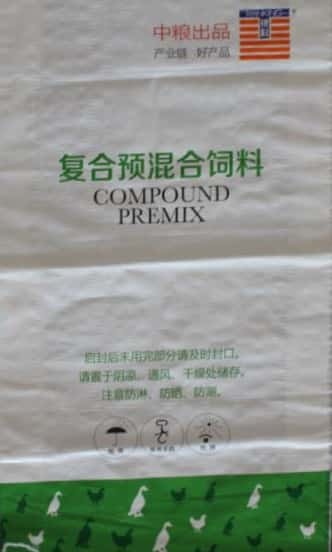 中粮出品
产业链 好产品
复合预混合饲料
COMPOUND
PREMIX
启封后未用完部分请及时封口。
请置于阴凉、通风、干燥处储存。
注意防淋、防晒、防潮。